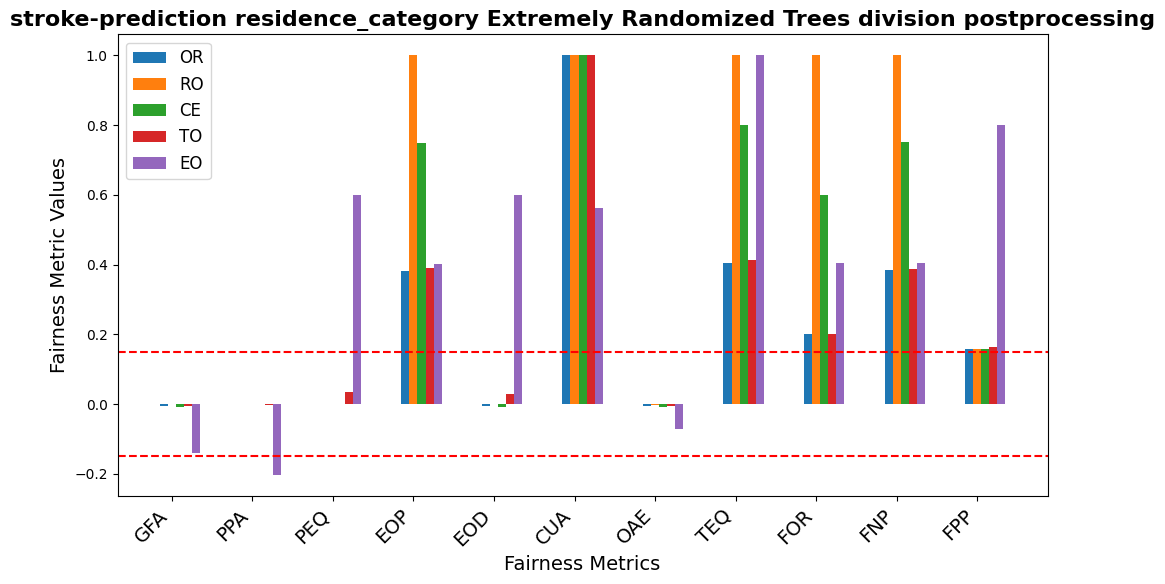 stroke-prediction residence_category Extremely Randomized Trees division postprocessing
OR
RO
CE
TO
EO
Fairness Metric Values
1.0
0.8
0.6
0.4
0.2
0.0
−0.2
GFA
PPA
PEQ
EOP
EOD
CUA
OAE
TEQ
FOR
FNP
FPP
Fairness Metrics